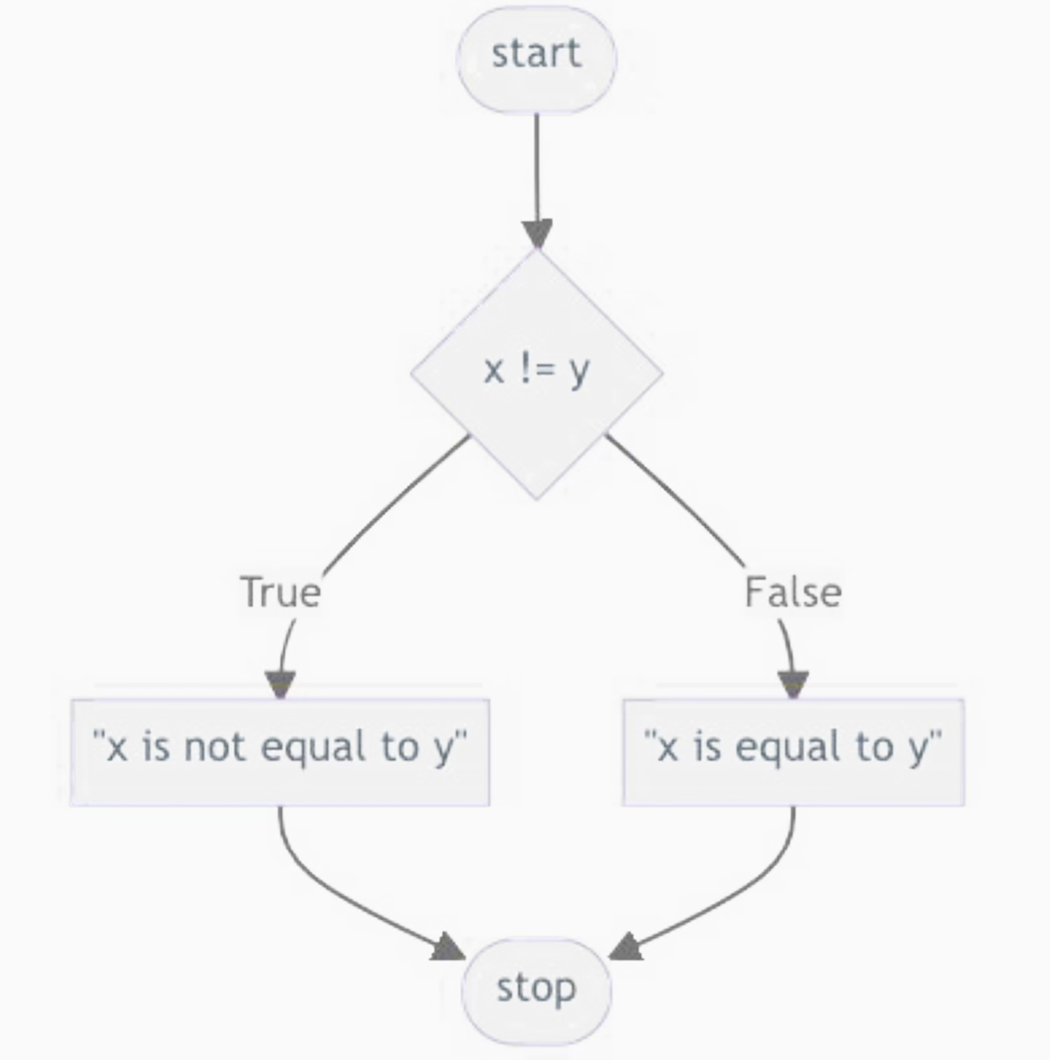 start
x != y
True
False
"x is not equal to y"
"x is equal to y"
stop